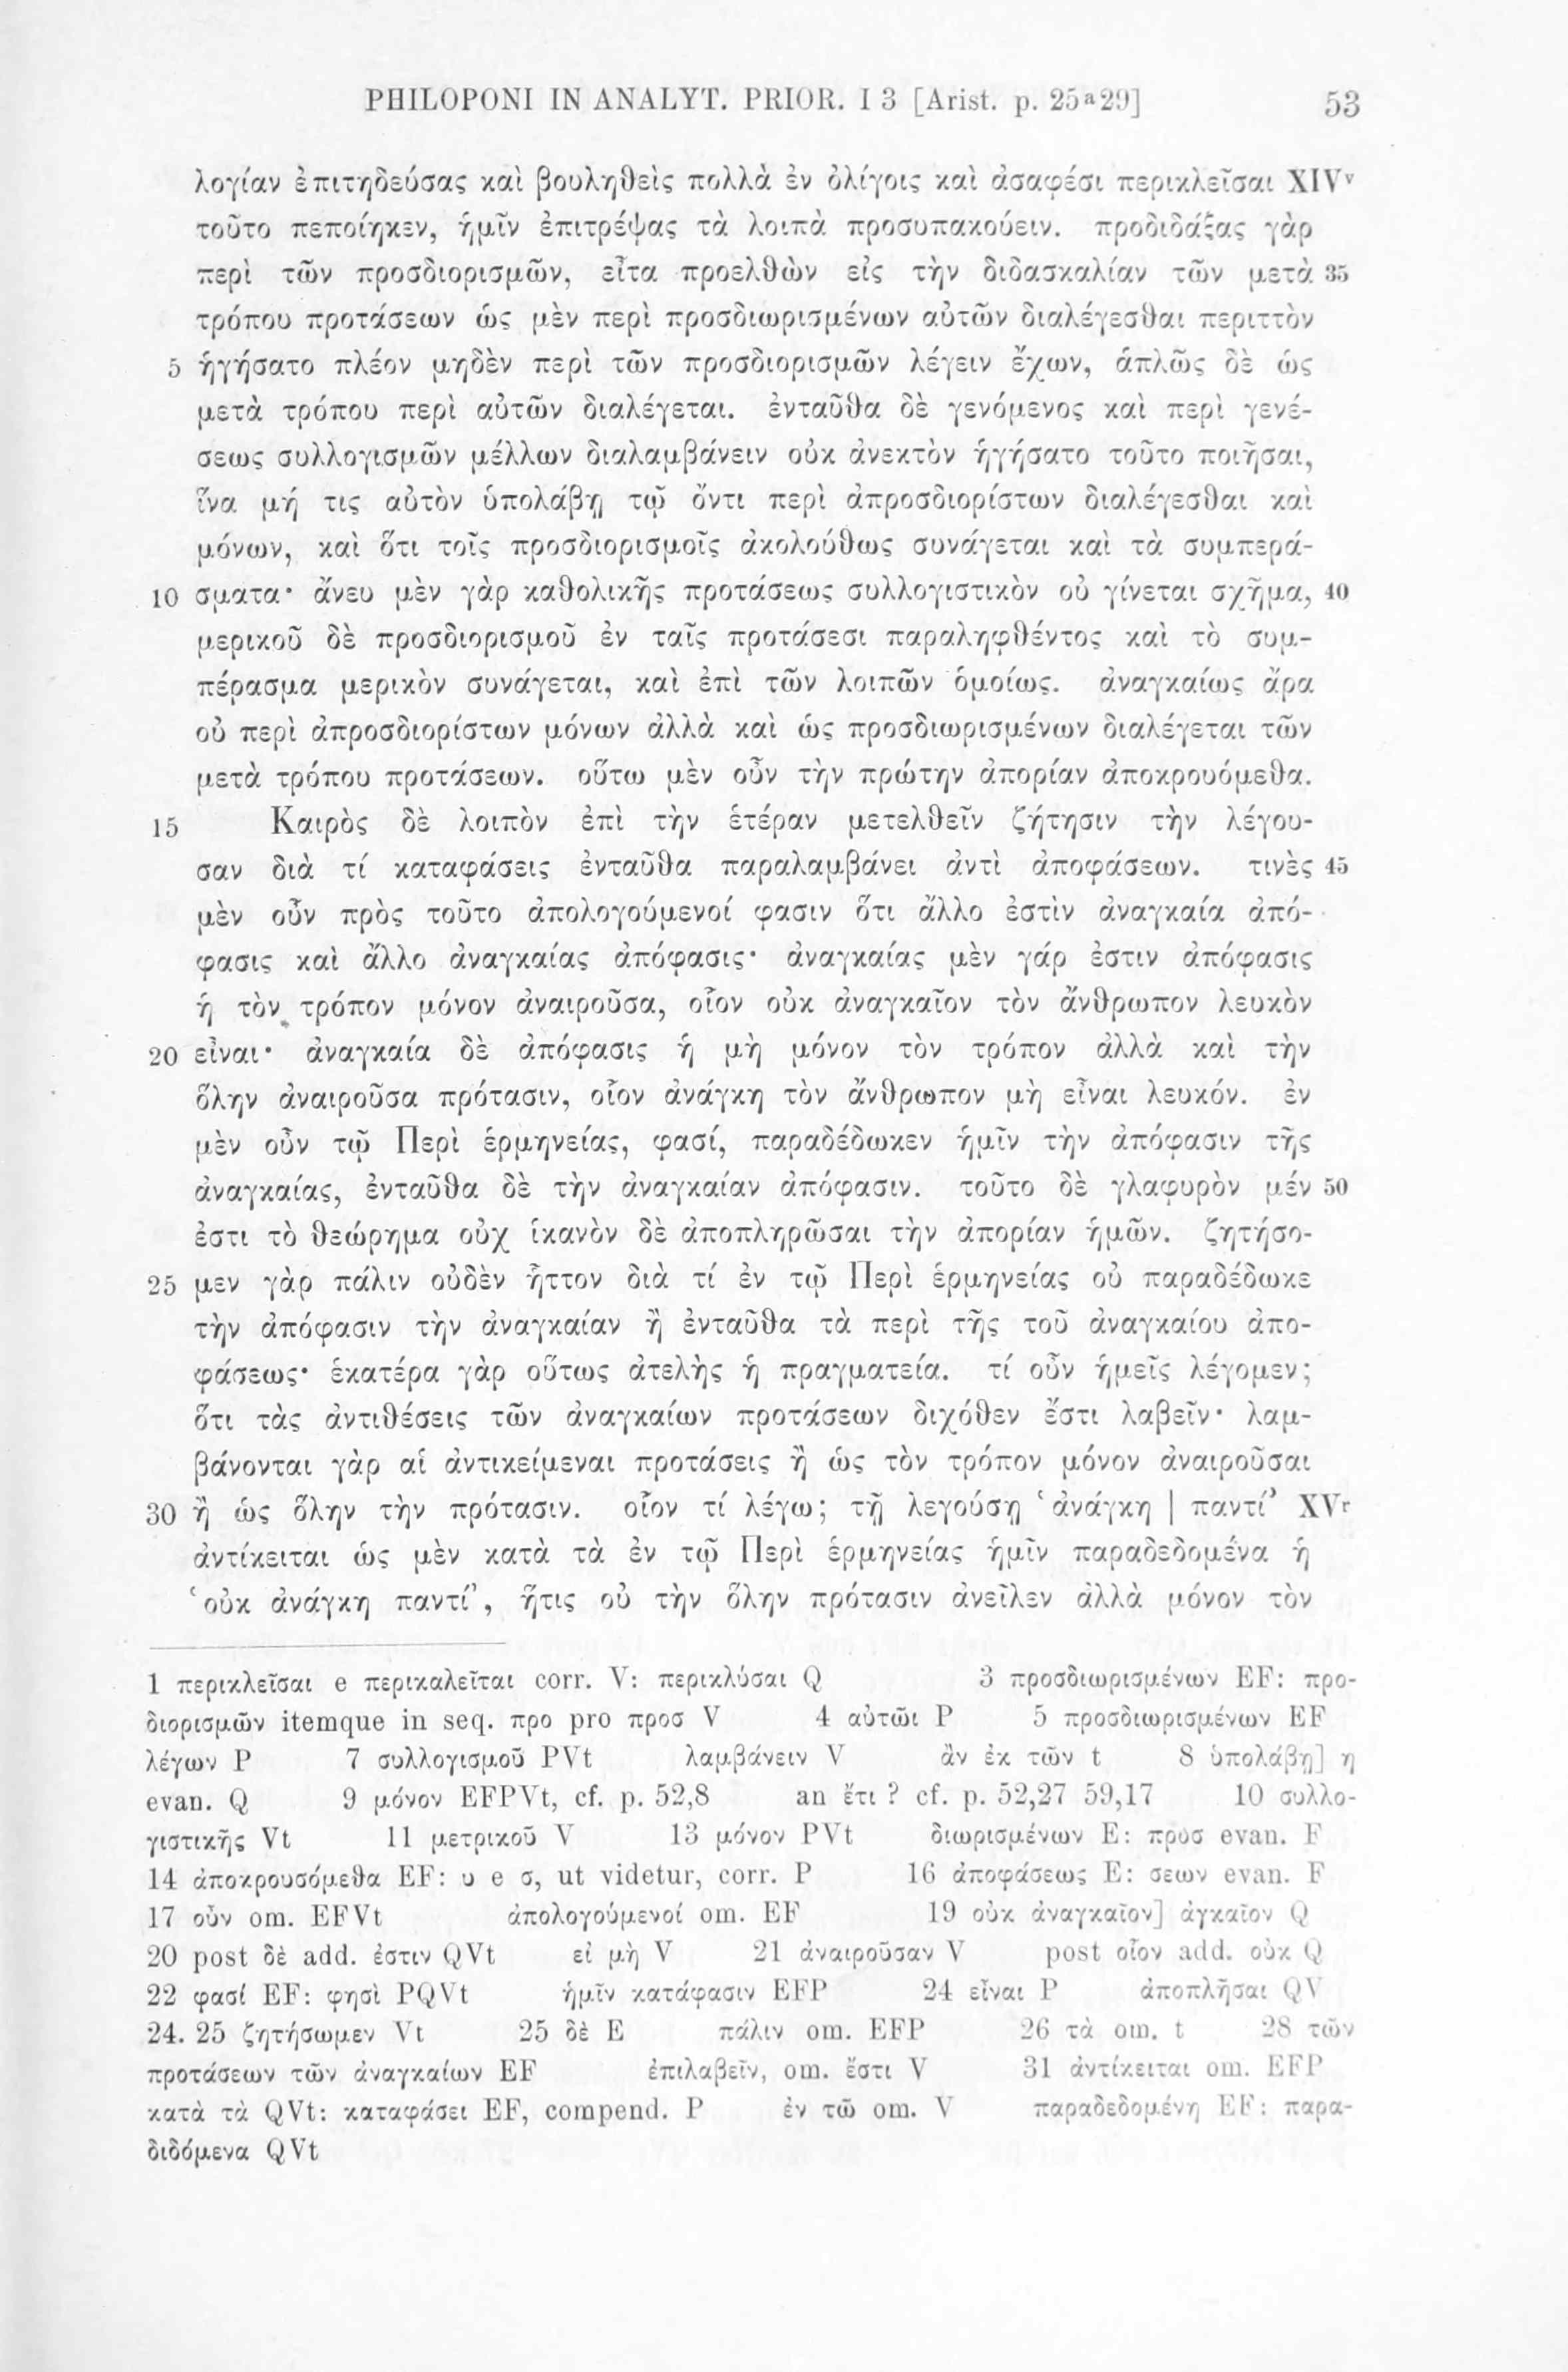 PHILOPONI IN ANALYT. PRIOR. I 3 [Arist. p. 25ᵃ29] 53
λογίαν ἐπιτηδεύσας καὶ βουληθεὶς πολλὰ ἐν ὀλίγοις καὶ ἀσαφέσι περικλεῖσαι XIVᵛ
τοῦτο πεποίηκεν, ἡμῖν ἐπιτρέψας τὰ λοιπὰ προσυπακούειν. προδιδάξας γὰρ
περὶ τῶν προσδιορισμῶν, εἶτα προελθὼν εἰς τὴν διδασκαλίαν τῶν μετὰ 35
τρόπου προτάσεων ὡς μὲν περὶ προσδιωρισμένων αὐτῶν διαλέγεσθαι περιττὸν
5 ἡγήσατο πλέον μηδὲν περὶ τῶν προσδιορισμῶν λέγειν ἔχων, ἁπλῶς δὲ ὡς
μετὰ τρόπου περὶ αὐτῶν διαλέγεται. ἐνταῦθα δὲ γενόμενος καὶ περὶ γενέ-
σεως συλλογισμῶν μέλλων διαλαμβάνειν οὐκ ἀνεκτὸν ἡγήσατο τοῦτο ποιῆσαι,
ἵνα μή τις αὐτὸν ὑπολάβῃ τῷ ὄντι περὶ ἀπροσδιορίστων διαλέγεσθαι καὶ
μόνων, καὶ ὅτι τοῖς προσδιορισμοῖς ἀκολούθως συνάγεται καὶ τὰ συμπερά-
10 σματα· ἄνευ μὲν γὰρ καθολικῆς προτάσεως συλλογιστικὸν οὐ γίνεται σχῆμα, 40
μερικοῦ δὲ προσδιορισμοῦ ἐν ταῖς προτάσεσι παραληφθέντος καὶ τὸ συμ-
πέρασμα μερικὸν συνάγεται, καὶ ἐπὶ τῶν λοιπῶν ὁμοίως. ἀναγκαίως ἄρα
οὐ περὶ ἀπροσδιορίστων μόνων ἀλλὰ καὶ ὡς προσδιωρισμένων διαλέγεται τῶν
μετὰ τρόπου προτάσεων. οὕτω μὲν οὖν τὴν πρώτην ἀπορίαν ἀποκρουόμεθα.
15 Καιρὸς δὲ λοιπὸν ἐπὶ τὴν ἑτέραν μετελθεῖν ζήτησιν τὴν λέγου-
σαν διὰ τί καταφάσεις ἐνταῦθα παραλαμβάνει ἀντὶ ἀποφάσεων. τινὲς 45
μὲν οὖν πρὸς τοῦτο ἀπολογούμενοί φασιν ὅτι ἄλλο ἐστὶν ἀναγκαία ἀπό-
φασις καὶ ἄλλο ἀναγκαίας ἀπόφασις· ἀναγκαίας μὲν γάρ ἐστιν ἀπόφασις
ἡ τὸν τρόπον μόνον ἀναιροῦσα, οἷον οὐκ ἀναγκαῖον τὸν ἄνθρωπον λευκὸν
20 εἶναι· ἀναγκαία δὲ ἀπόφασις ἡ μὴ μόνον τὸν τρόπον ἀλλὰ καὶ τὴν
ὅλην ἀναιροῦσα πρότασιν, οἷον ἀνάγκη τὸν ἄνθρωπον μὴ εἶναι λευκόν. ἐν
μὲν οὖν τῷ Περὶ ἑρμηνείας, φασί, παραδέδωκεν ἡμῖν τὴν ἀπόφασιν τῆς
ἀναγκαίας, ἐνταῦθα δὲ τὴν ἀναγκαίαν ἀπόφασιν. τοῦτο δὲ γλαφυρὸν μέν 50
ἐστι τὸ θεώρημα οὐχ ἱκανὸν δὲ ἀποπληρῶσαι τὴν ἀπορίαν ἡμῶν. ζητήσο-
25 μεν γὰρ πάλιν οὐδὲν ἧττον διὰ τί ἐν τῷ Περὶ ἑρμηνείας οὐ παραδέδωκε
τὴν ἀπόφασιν τὴν ἀναγκαίαν ἢ ἐνταῦθα τὰ περὶ τῆς τοῦ ἀναγκαίου ἀπο-
φάσεως· ἑκατέρα γὰρ οὕτως ἀτελὴς ἡ πραγματεία. τί οὖν ἡμεῖς λέγομεν;
ὅτι τὰς ἀντιθέσεις τῶν ἀναγκαίων προτάσεων διχόθεν ἔστι λαβεῖν· λαμ-
βάνονται γὰρ αἱ ἀντικείμεναι προτάσεις ἢ ὡς τὸν τρόπον μόνον ἀναιροῦσαι
30 ἢ ὡς ὅλην τὴν πρότασιν. οἷον τί λέγω; τῇ λεγούσῃ ‘ἀνάγκη | παντί’ XVʳ
ἀντίκειται ὡς μὲν κατὰ τὰ ἐν τῷ Περὶ ἑρμηνείας ἡμῖν παραδεδομένα ἡ
‘οὐκ ἀνάγκη παντί’, ἥτις οὐ τὴν ὅλην πρότασιν ἀνεῖλεν ἀλλὰ μόνον τὸν
1 περικλεῖσαι e περικαλεῖται corr. V: περικλύσαι Q 3 προσδιωρισμένων EF: προ-
διορισμῶν itemque in seq. προ pro προσ V 4 αὐτῶι P 5 προσδιωρισμένων EF
λέγων P 7 συλλογισμοῦ PVt λαμβάνειν V ἂν ἐκ τῶν t 8 ὑπολάβῃ] η
evan. Q 9 μόνον EFPVt, cf. p. 52,8 an ἔτι ? cf. p. 52,27 59,17 10 συλλο-
γιστικῆς Vt 11 μετρικοῦ V 13 μόνον PVt διωρισμένων E: προσ evan. F
14 ἀποκρουσόμεθα EF: υ e σ, ut videtur, corr. P 16 ἀποφάσεως E: σεων evan. F
17 οὖν om. EFVt ἀπολογούμενοί om. EF 19 οὐκ ἀναγκαῖον] ἀγκαῖον Q
20 post δὲ add. ἐστιν QVt εἰ μὴ V 21 ἀναιροῦσαν V post οἷον add. οὐκ Q
22 φασί EF: φησὶ PQVt ἡμῖν κατάφασιν EFP 24 εἶναι P ἀποπλῆσαι QV
24. 25 ζητήσωμεν Vt 25 δὲ E πάλιν om. EFP 26 τὰ om. t 28 τῶν
προτάσεων τῶν ἀναγκαίων EF ἐπιλαβεῖν, om. ἔστι V 31 ἀντίκειται om. EFP
κατὰ τὰ QVt: καταφάσει EF, compend. P ἐν τῶ om. V παραδεδομένη EF: παρα-
διδόμενα QVt